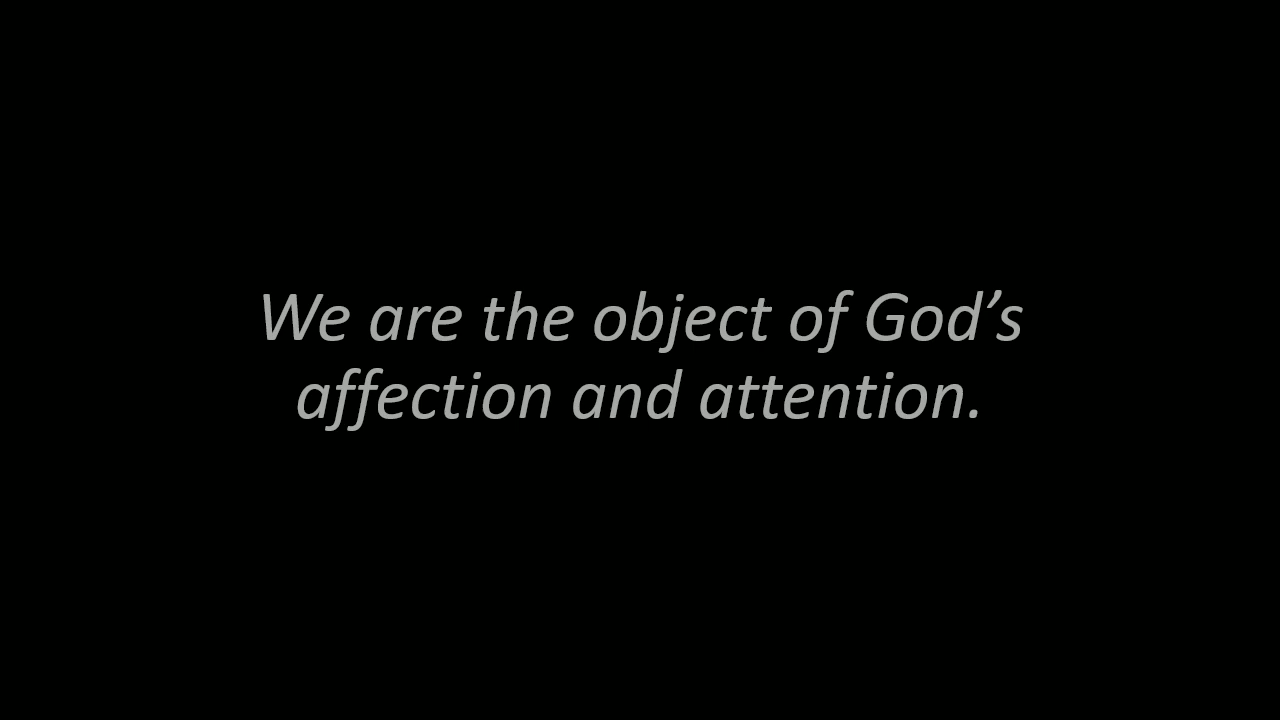 We are the object of God’s
affection and attention.